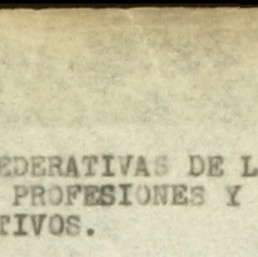 EDERATIVAS DE L
PROFESIONES Y
TIVOS.